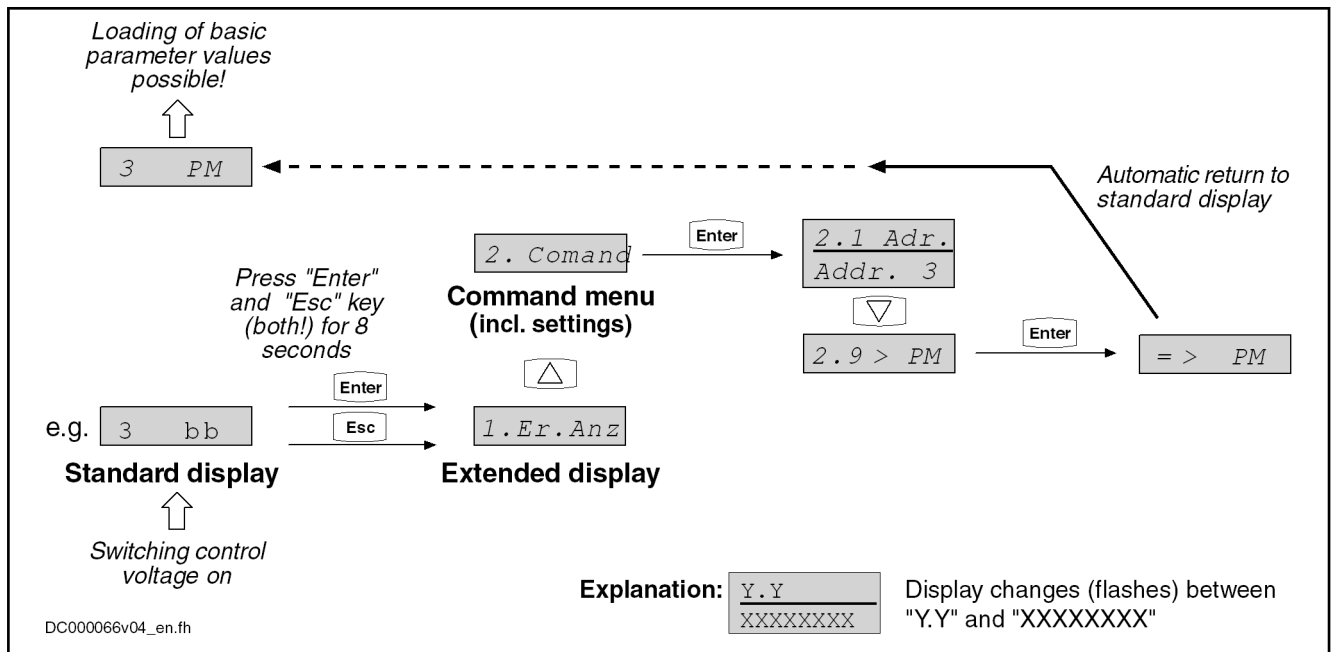 Loading of basic
parameter values
possible!
3 PM
Automatic return to
standard display
2. Comand
Enter
2.1 Adr.
Addr. 3
Command menu
(incl. settings)
Press "Enter"
and "Esc" key
(both!) for 8
seconds
2.9 > PM
Enter
= > PM
Enter
Esc
e.g.
3 bb
1.Er.Anz
Standard display
Extended display
Switching control
voltage on
Explanation:
Y.Y
XXXXXXXX
Display changes (flashes) between
"Y.Y" and "XXXXXXXX"
DC000066v04_en.fh